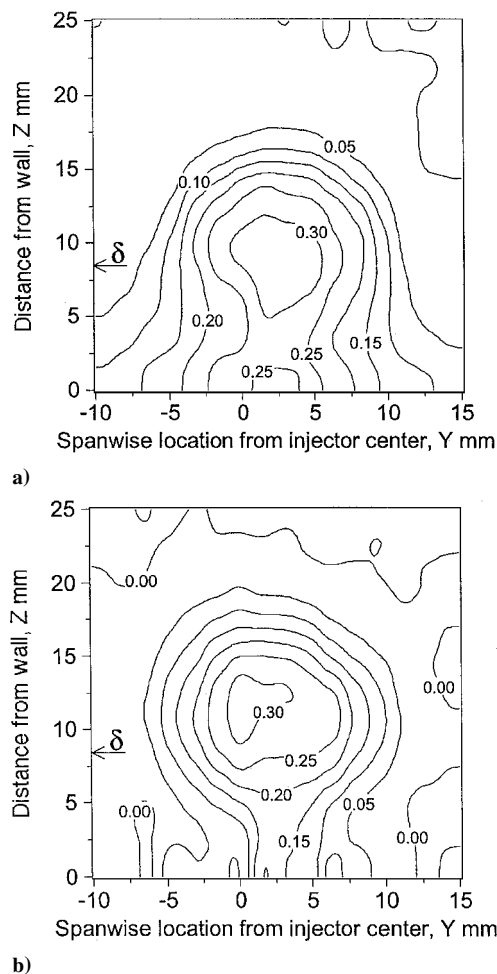 25
20
0.05
15
0.10
0.30
10
δ
5
0.20
0.15
0.25
0.25
0
-10 -5 0 5 10 15
Distance from wall, Z mm
Spanwise location from injector center, Y mm
a)
25
0.00
20
15
0.00
0.30
10
δ
0.25
0.20
5
0.00
0.05
0.15
0.00
0
-10 -5 0 5 10 15
Distance from wall, Z mm
Spanwise location from injector center, Y mm
b)